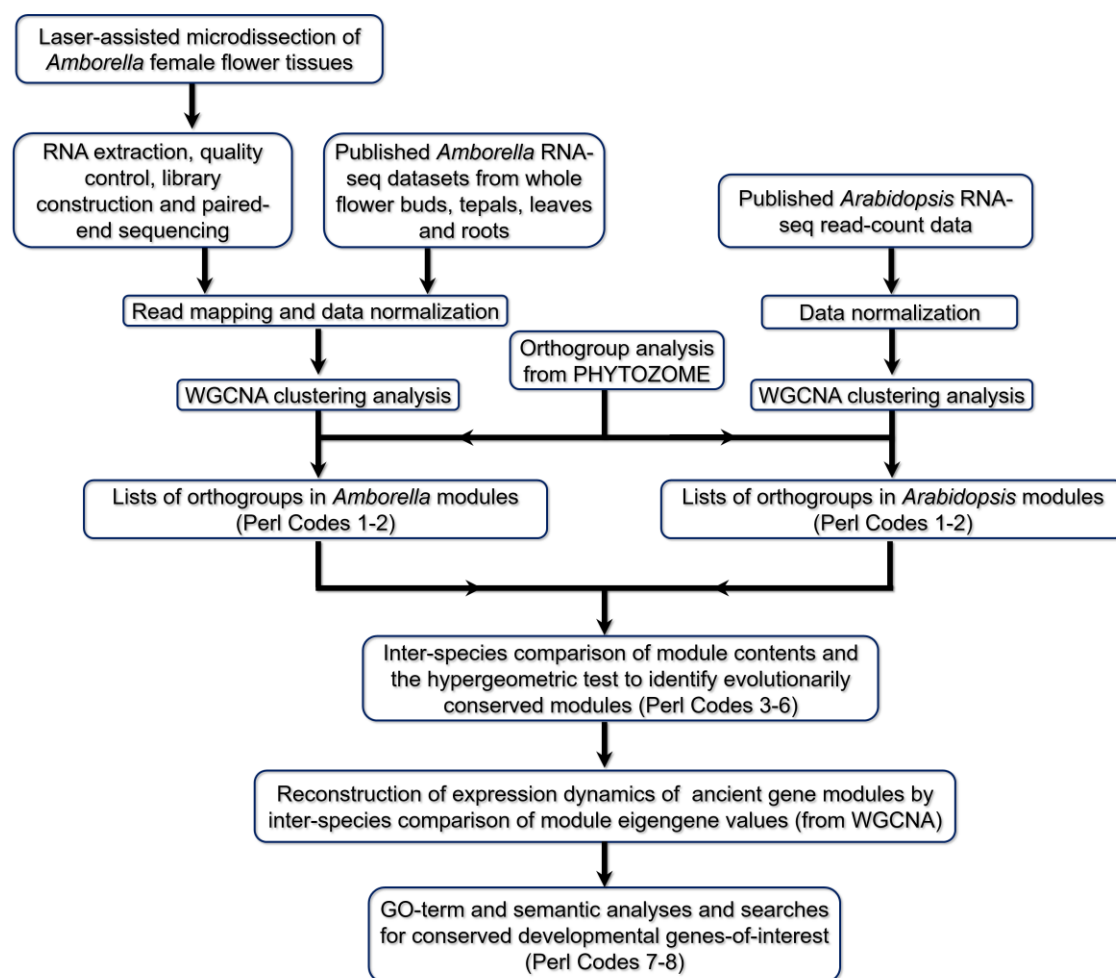 Laser-assisted microdissection of
Amborella female flower tissues
RNA extraction, quality
control, library
construction and paired-
end sequencing
Published Amborella RNA-
seq datasets from whole
flower buds, tepals, leaves
and roots
Published Arabidopsis RNA-
seq read-count data
Read mapping and data normalization
Data normalization
Orthogroup analysis
from PHYTOZOME
WGCNA clustering analysis
WGCNA clustering analysis
Lists of orthogroups in Amborella modules
(Perl Codes 1-2)
Lists of orthogroups in Arabidopsis modules
(Perl Codes 1-2)
Inter-species comparison of module contents and
the hypergeometric test to identify evolutionarily
conserved modules (Perl Codes 3-6)
Reconstruction of expression dynamics of ancient gene modules by
inter-species comparison of module eigengene values (from WGCNA)
GO-term and semantic analyses and searches
for conserved developmental genes-of-interest
(Perl Codes 7-8)